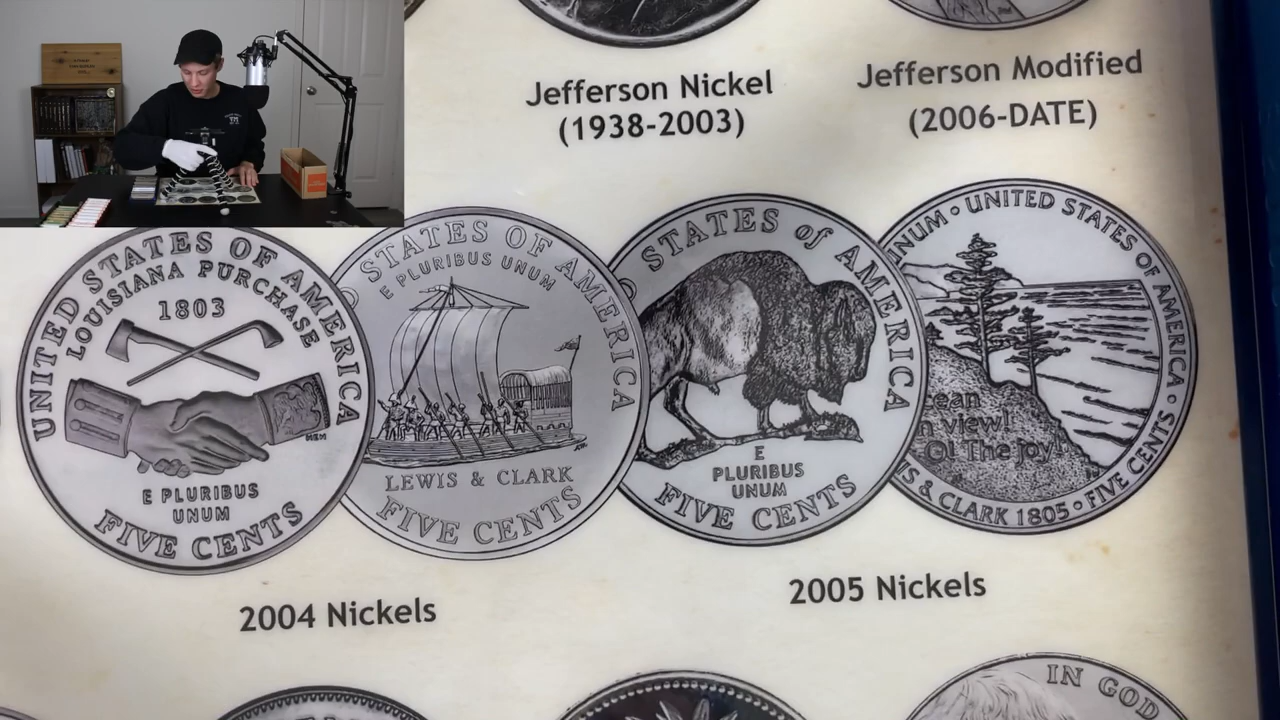 Jefferson Nickel
(1938-2003)
Jefferson Modified
(2006-DATE)
UNITED STATES OF AMERICA
LOUISIANA PURCHASE
1803
E PLURIBUS
UNUM
FIVE CENTS
STATES OF AMERICA
E PLURIBUS UNUM
LEWIS & CLARK
FIVE CENTS
STATES of AMERICA
E
PLURIBUS
UNUM
FIVE CENTS
UNITED STATES OF AMERICA
view!
O! The joy!
& CLARK 1805 • FIVE CENTS
2004 Nickels
2005 Nickels
IN GOD